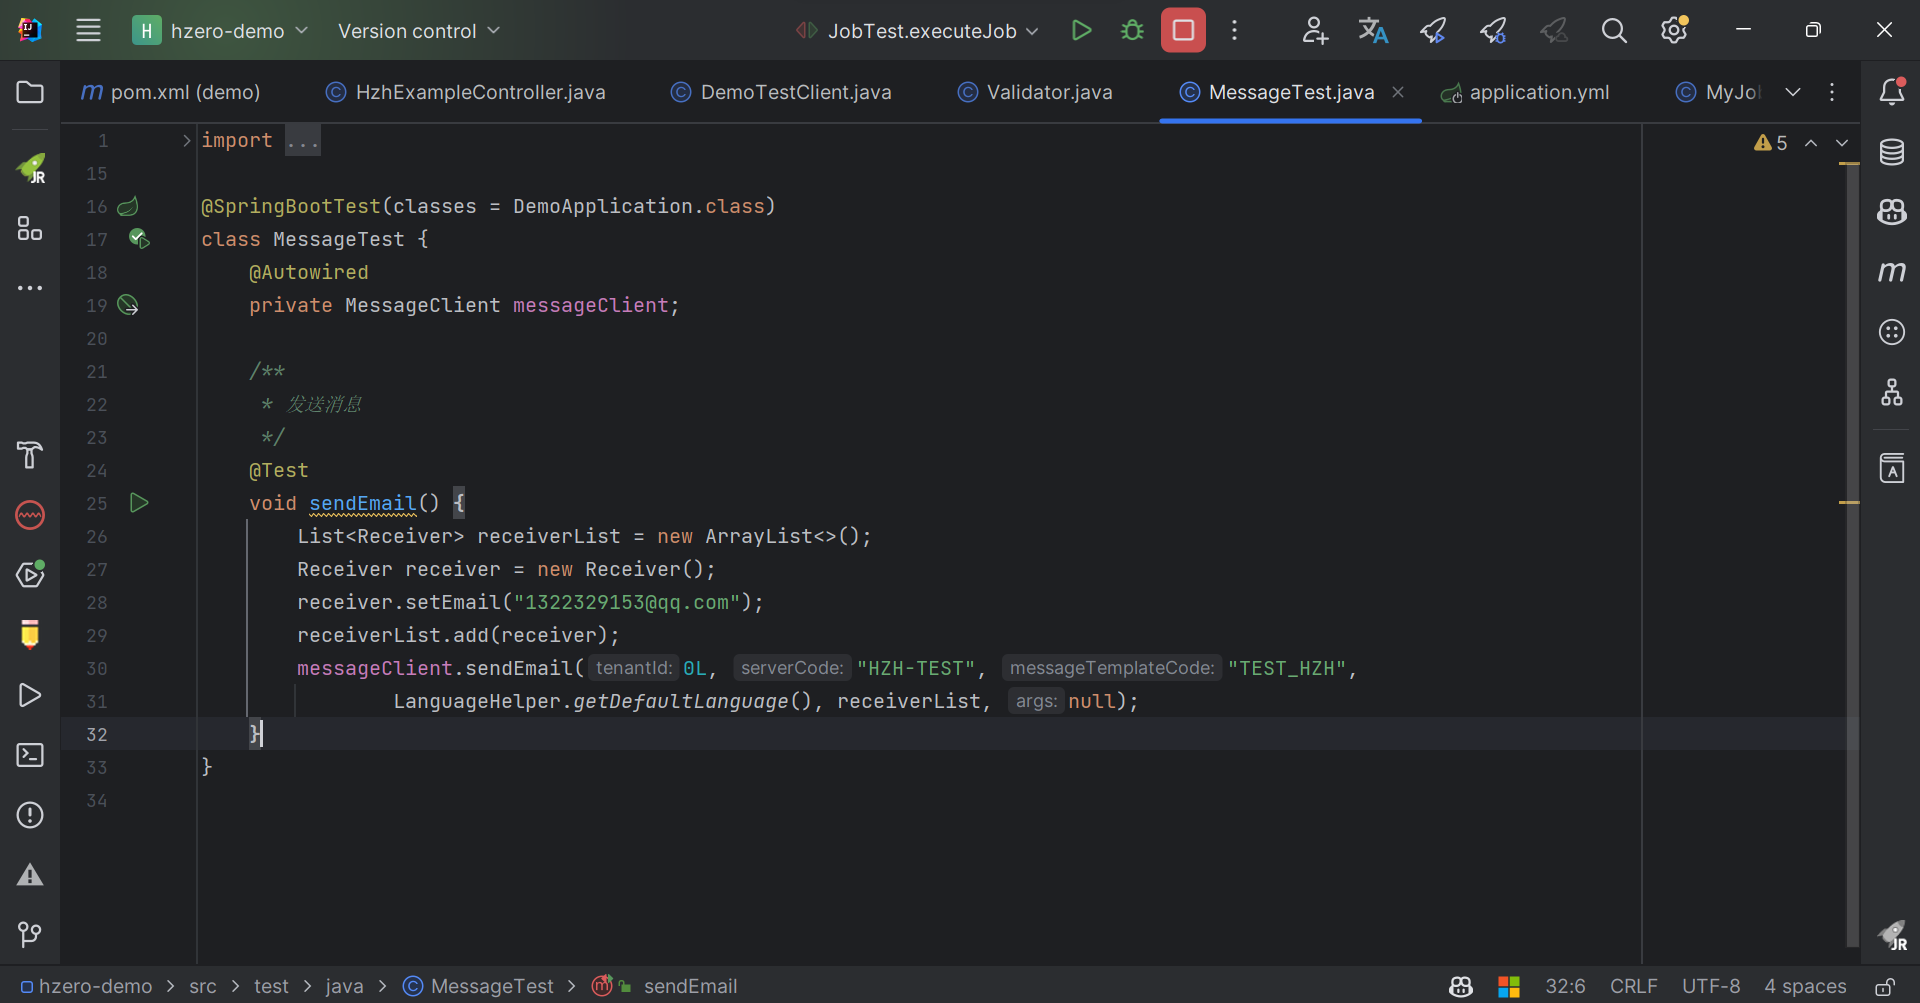 H hzero-demo Version control JobTest.executeJob
pom.xml (demo) HzhExampleController.java DemoTestClient.java Validator.java MessageTest.java application.yml MyJo
1 import ...
5
15
16 @SpringBootTest(classes = DemoApplication.class)
17 class MessageTest {
18 @Autowired
19 private MessageClient messageClient;
20
21 /**
22 * 发送消息
23 */
24 @Test
25 void sendEmail() {
26 List<Receiver> receiverList = new ArrayList<>();
27 Receiver receiver = new Receiver();
28 receiver.setEmail("1322329153@qq.com");
29 receiverList.add(receiver);
30 messageClient.sendEmail( tenantId: 0L, serverCode: "HZH-TEST", messageTemplateCode: "TEST_HZH",
31 LanguageHelper.getDefaultLanguage(), receiverList, args: null);
32 }
33 }
34
hzero-demo > src > test > java > MessageTest > sendEmail 32:6 CRLF UTF-8 4 spaces